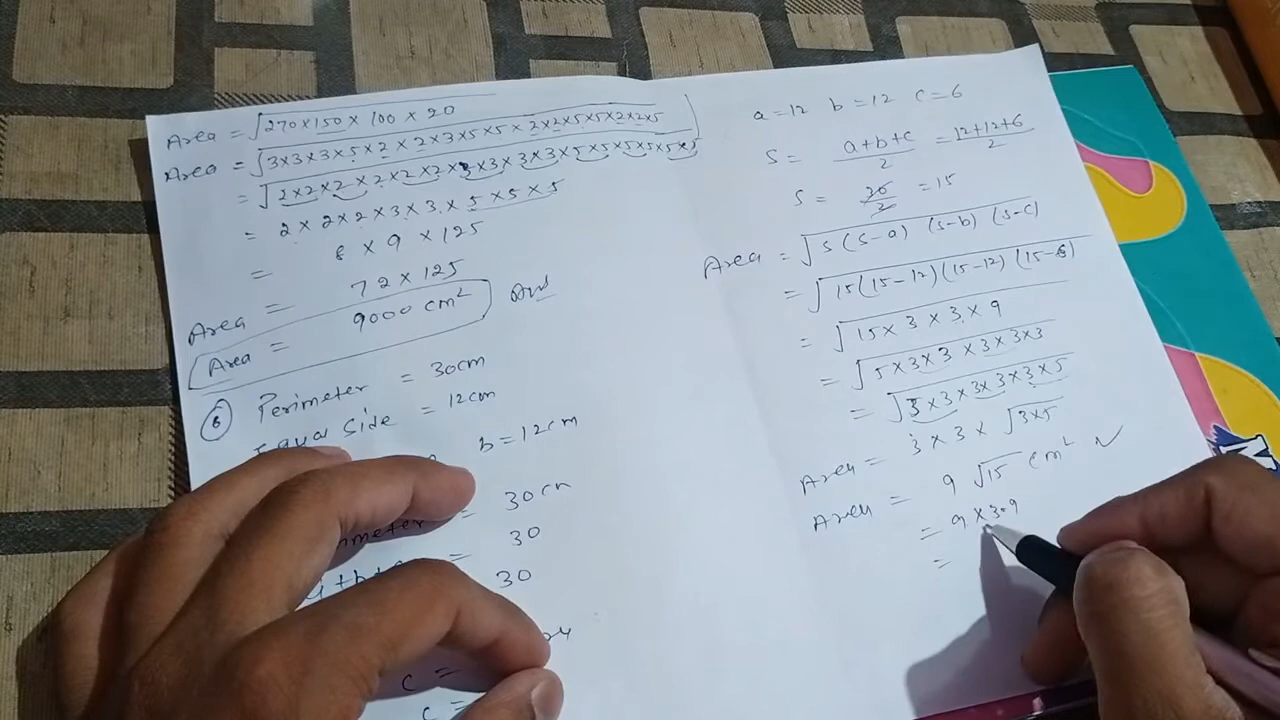 Area = √270×150×100×20
Area = √3×3×3×5×2×2×3×5×5×2×2×5×5×2×2×5
= √2×2×2×2×2×2×3×3×3×3×5×5×5×5×5×5
= 2×2×2×3×3×5×5×5
= 8×9×125
Area = 72×125
Area = 9000 cm² Ans
⑥ Perimeter = 30cm
Equal Side = 12cm
b=12cm
= 30cm
= 30
30
c =
c =
a=12 b=12 c=6
S = a+b+c/2 = 12+12+6/2
S = 30/2 = 15
Area = √s(s-a) (s-b) (s-c)
= √15(15-12)(15-12) (15-6)
= √15×3×3×9
= √5×3×3×3×3×3
= √3×3×3×3×3×5
Area = 3×3×√3×5
Area = 9√15 cm² ✓
= 9×3.9
=